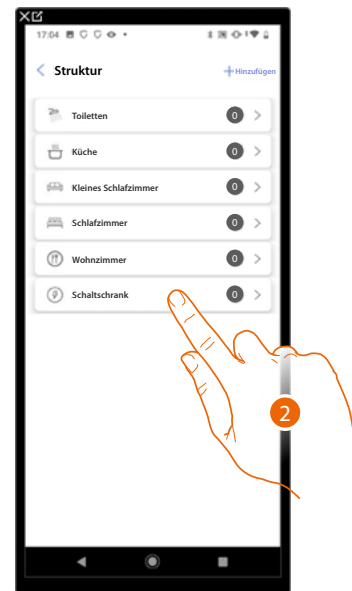 17:04
Struktur
Hinzufügen
Toiletten 0
Küche 0
Kleines Schlafzimmer 0
Schlafzimmer 0
Wohnzimmer 0
Schaltschrank 0
2